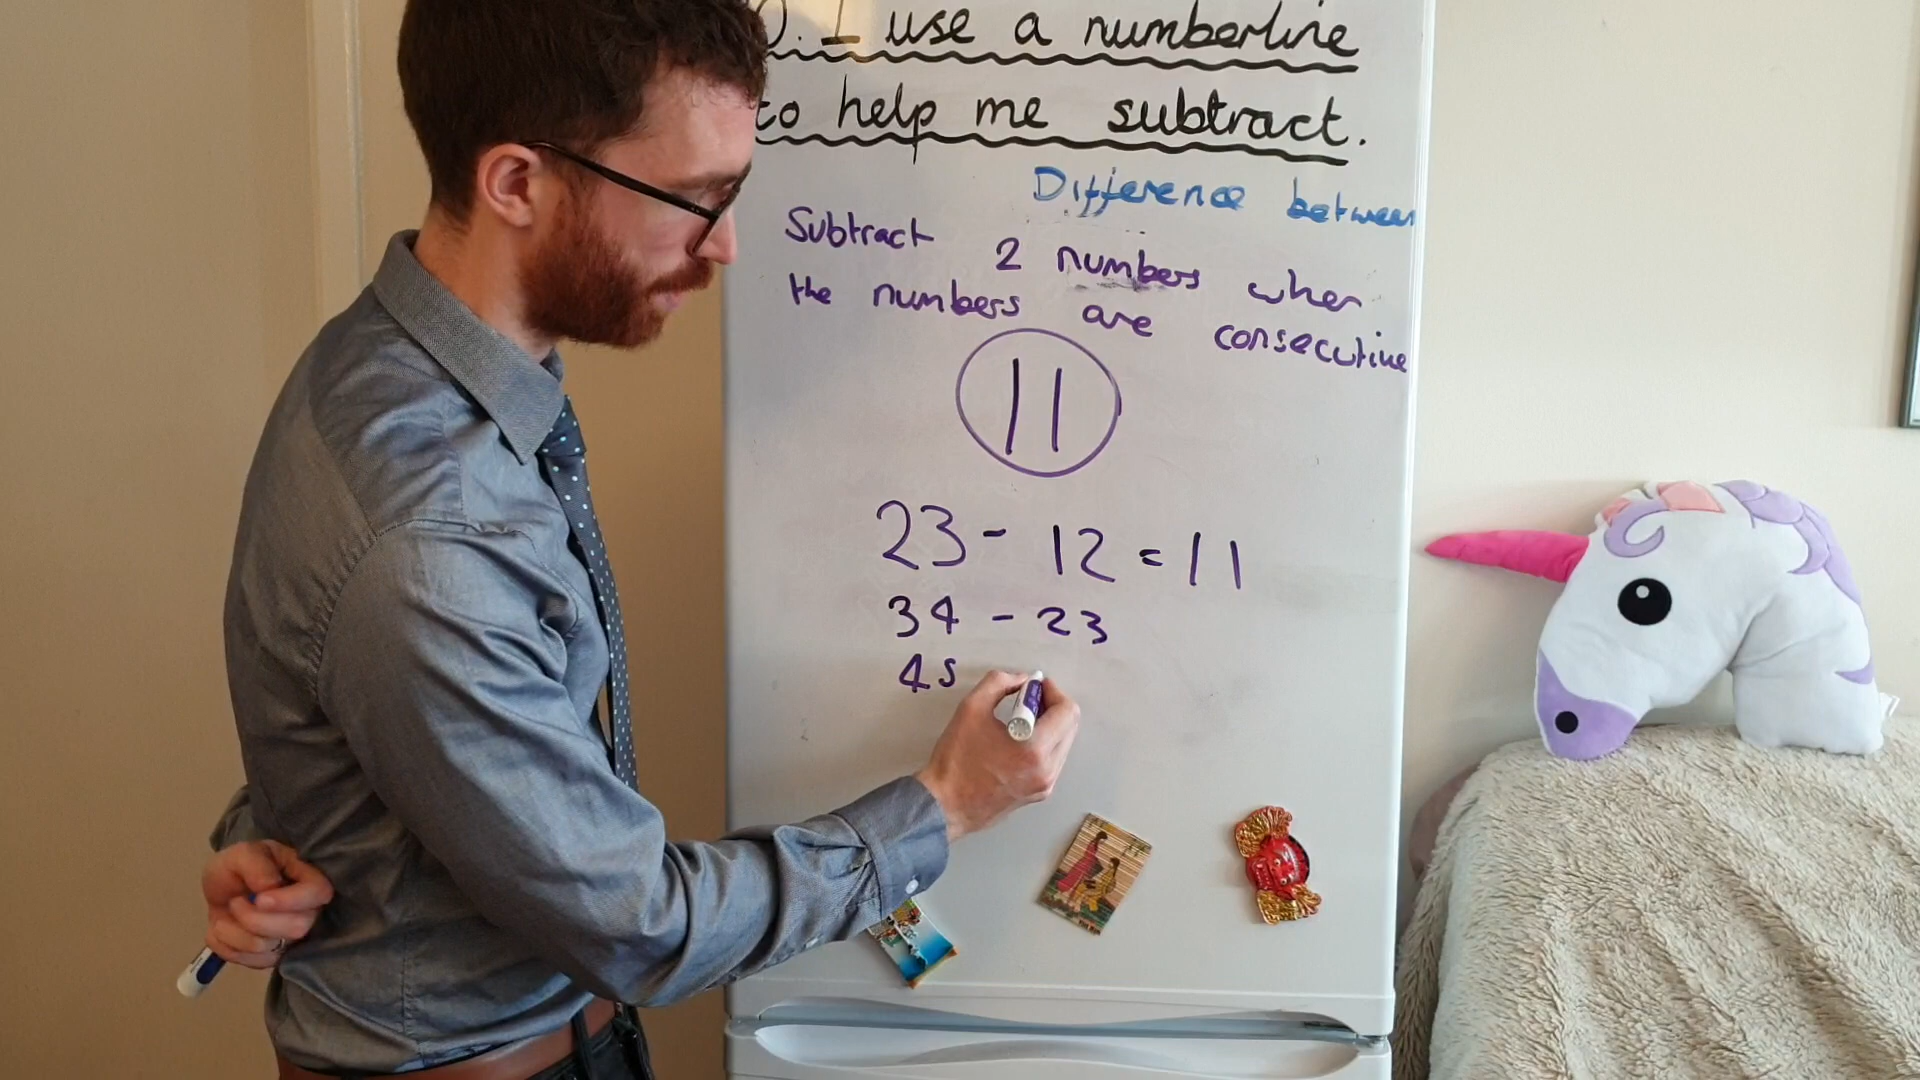 O. I use a numberline
to help me subtract.
Difference between
Subtract 2 numbers when
the numbers are consecutive
11
23 - 12 = 11
34 - 23
45